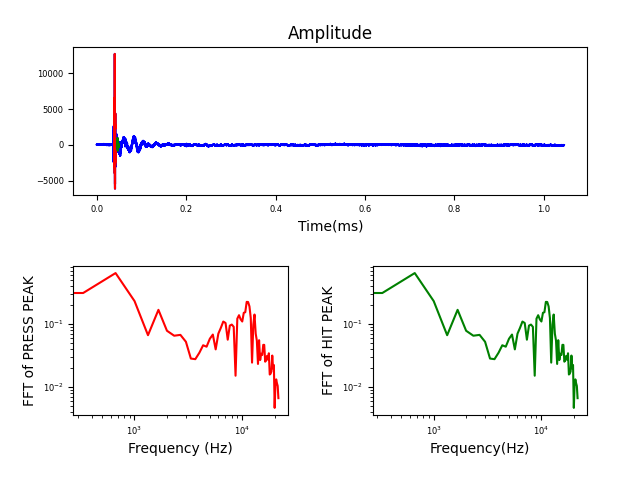 Amplitude
10000
5000
0
−5000
0.0 0.2 0.4 0.6 0.8 1.0
Time(ms)
FFT of PRESS PEAK
10⁻¹
10⁻²
10³ 10⁴
Frequency (Hz)
FFT of HIT PEAK
10⁻¹
10⁻²
10³ 10⁴
Frequency(Hz)